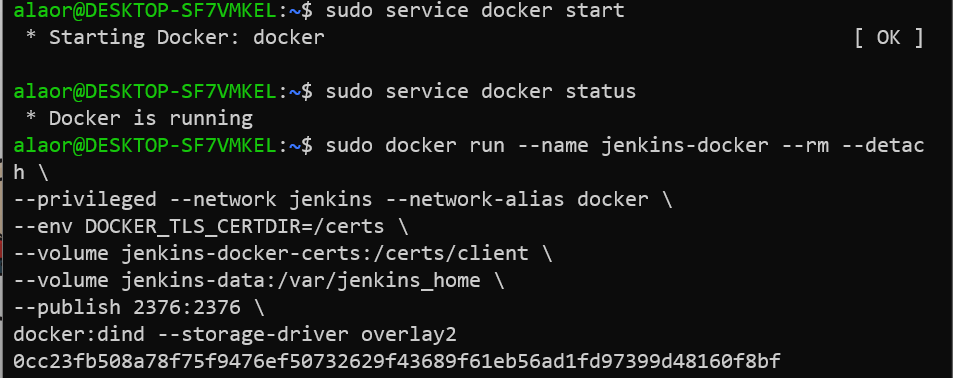 alaor@DESKTOP-SF7VMKEL:~$ sudo service docker start
* Starting Docker: docker [ OK ]
alaor@DESKTOP-SF7VMKEL:~$ sudo service docker status
* Docker is running
alaor@DESKTOP-SF7VMKEL:~$ sudo docker run --name jenkins-docker --rm --detac
h \
--privileged --network jenkins --network-alias docker \
--env DOCKER_TLS_CERTDIR=/certs \
--volume jenkins-docker-certs:/certs/client \
--volume jenkins-data:/var/jenkins_home \
--publish 2376:2376 \
docker:dind --storage-driver overlay2
0cc23fb508a78f75f9476ef50732629f43689f61eb56ad1fd97399d48160f8bf